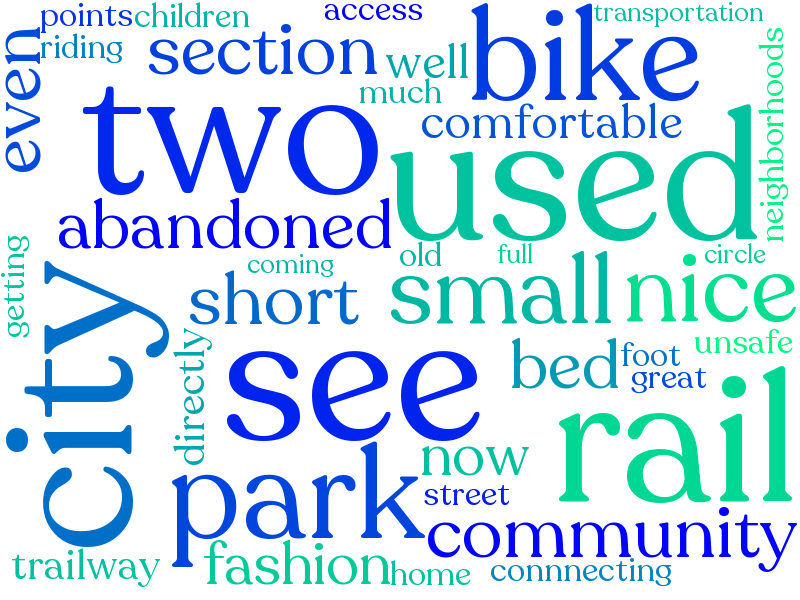 points
children
access
transportation
riding
section
well
bike
even
much
two
comfortable
neighborhoods
used
abandoned
getting
coming
old
full
circle
short
small
nice
city
directly
see
bed
foot
unsafe
great
rail
park
now
street
community
trailway
fashion
home
connnecting